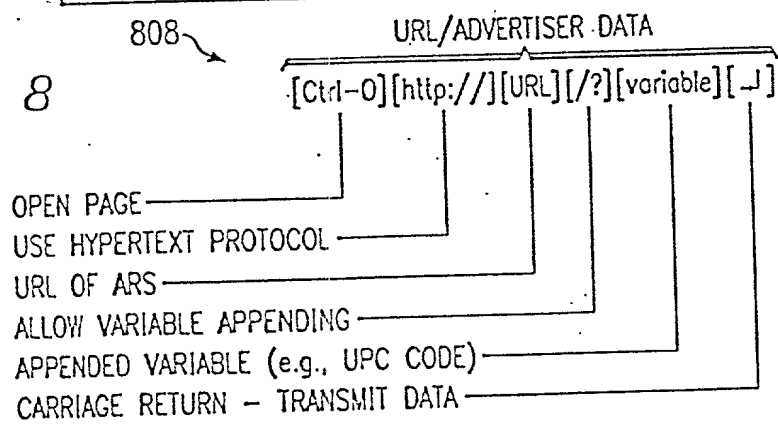 808
URL/ADVERTISER DATA
8
[Ctrl-O][http://][URL][/?][variable][↵]
OPEN PAGE
USE HYPERTEXT PROTOCOL
URL OF ARS
ALLOW VARIABLE APPENDING
APPENDED VARIABLE (e.g., UPC CODE)
CARRIAGE RETURN – TRANSMIT DATA